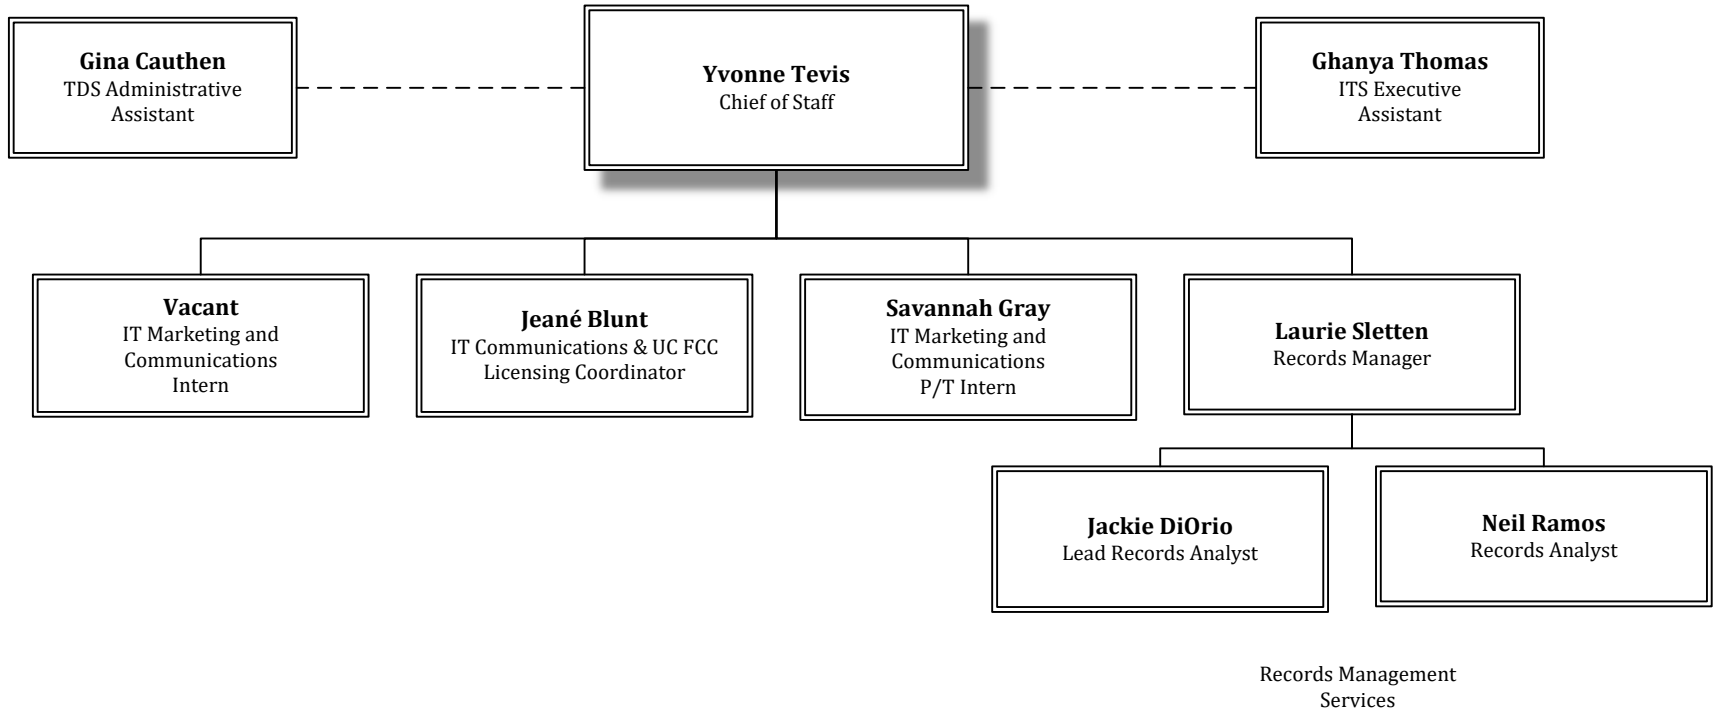 Gina Cauthen
TDS Administrative
Assistant
Yvonne Tevis
Chief of Staff
Ghanya Thomas
ITS Executive
Assistant
Vacant
IT Marketing and
Communications
Intern
Jeané Blunt
IT Communications & UC FCC
Licensing Coordinator
Savannah Gray
IT Marketing and
Communications
P/T Intern
Laurie Sletten
Records Manager
Jackie DiOrio
Lead Records Analyst
Neil Ramos
Records Analyst
Records Management
Services